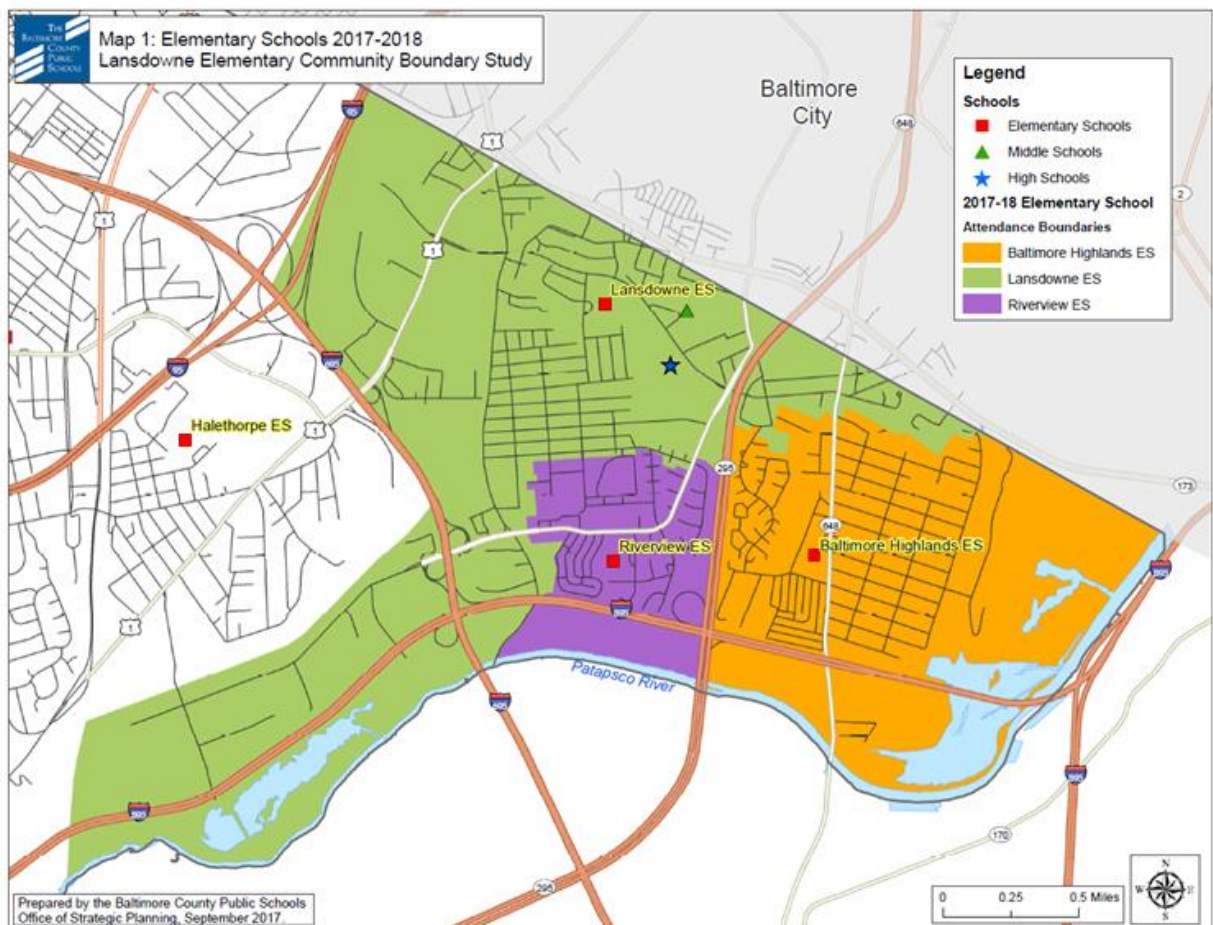 THE
BALTIMORE
COUNTY
PUBLIC
SCHOOLS
Map 1: Elementary Schools 2017-2018
Lansdowne Elementary Community Boundary Study
Baltimore
City
Legend
Schools
Elementary Schools
Middle Schools
High Schools
2017-18 Elementary School
Attendance Boundaries
Baltimore Highlands ES
Lansdowne ES
Riverview ES
95
1
648
2
1
1
Lansdowne ES
95
895
Halethorpe ES
1
295
173
648
Riverview ES
Baltimore Highlands ES
895
895
1
Patapsco River
695
895
895
170
295
0 0.25 0.5 Miles
N
W E
S
Prepared by the Baltimore County Public Schools
Office of Strategic Planning, September 2017.